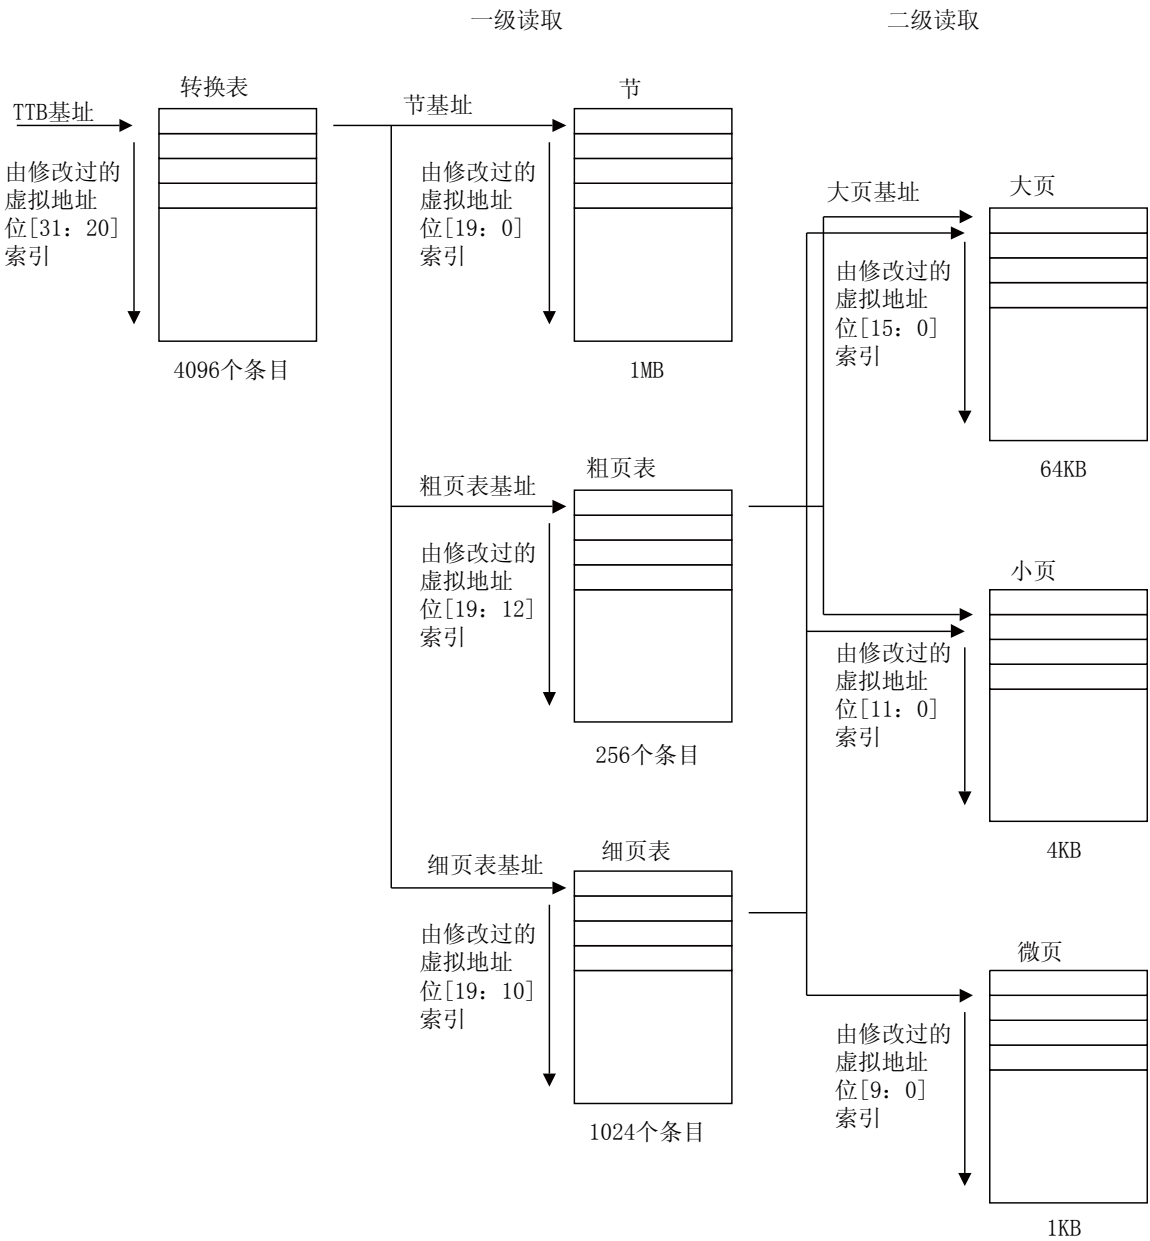 一级读取
二级读取
转换表
TTB基址
由修改过的
虚拟地址
位[31：20]
索引
4096个条目
节基址
节
由修改过的
虚拟地址
位[19：0]
索引
1MB
大页基址
大页
由修改过的
虚拟地址
位[15：0]
索引
64KB
粗页表基址
粗页表
由修改过的
虚拟地址
位[19：12]
索引
256个条目
小页
由修改过的
虚拟地址
位[11：0]
索引
4KB
细页表基址
细页表
由修改过的
虚拟地址
位[19：10]
索引
1024个条目
微页
由修改过的
虚拟地址
位[9：0]
索引
1KB